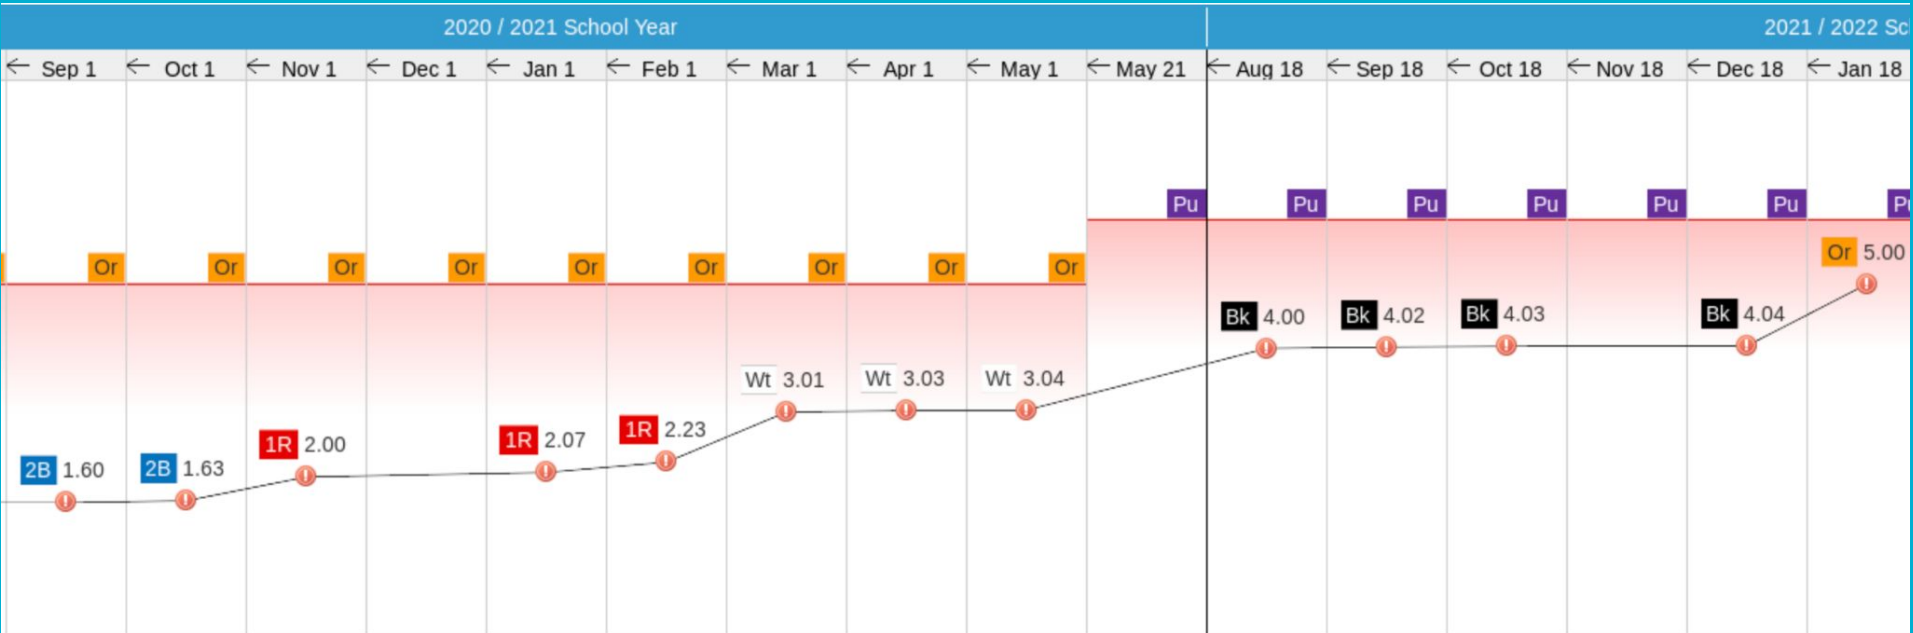 2020 / 2021 School Year 2021 / 2022 Sc
← Sep 1 ← Oct 1 ← Nov 1 ← Dec 1 ← Jan 1 ← Feb 1 ← Mar 1 ← Apr 1 ← May 1 ← May 21 ← Aug 18 ← Sep 18 ← Oct 18 ← Nov 18 ← Dec 18 ← Jan 18
Pu Pu Pu Pu Pu Pu P
Or Or Or Or Or Or Or Or Or
Or 5.00
Bk 4.00 Bk 4.02 Bk 4.03 Bk 4.04
Wt 3.01 Wt 3.03 Wt 3.04
1R 2.00 1R 2.07 1R 2.23
2B 1.60 2B 1.63